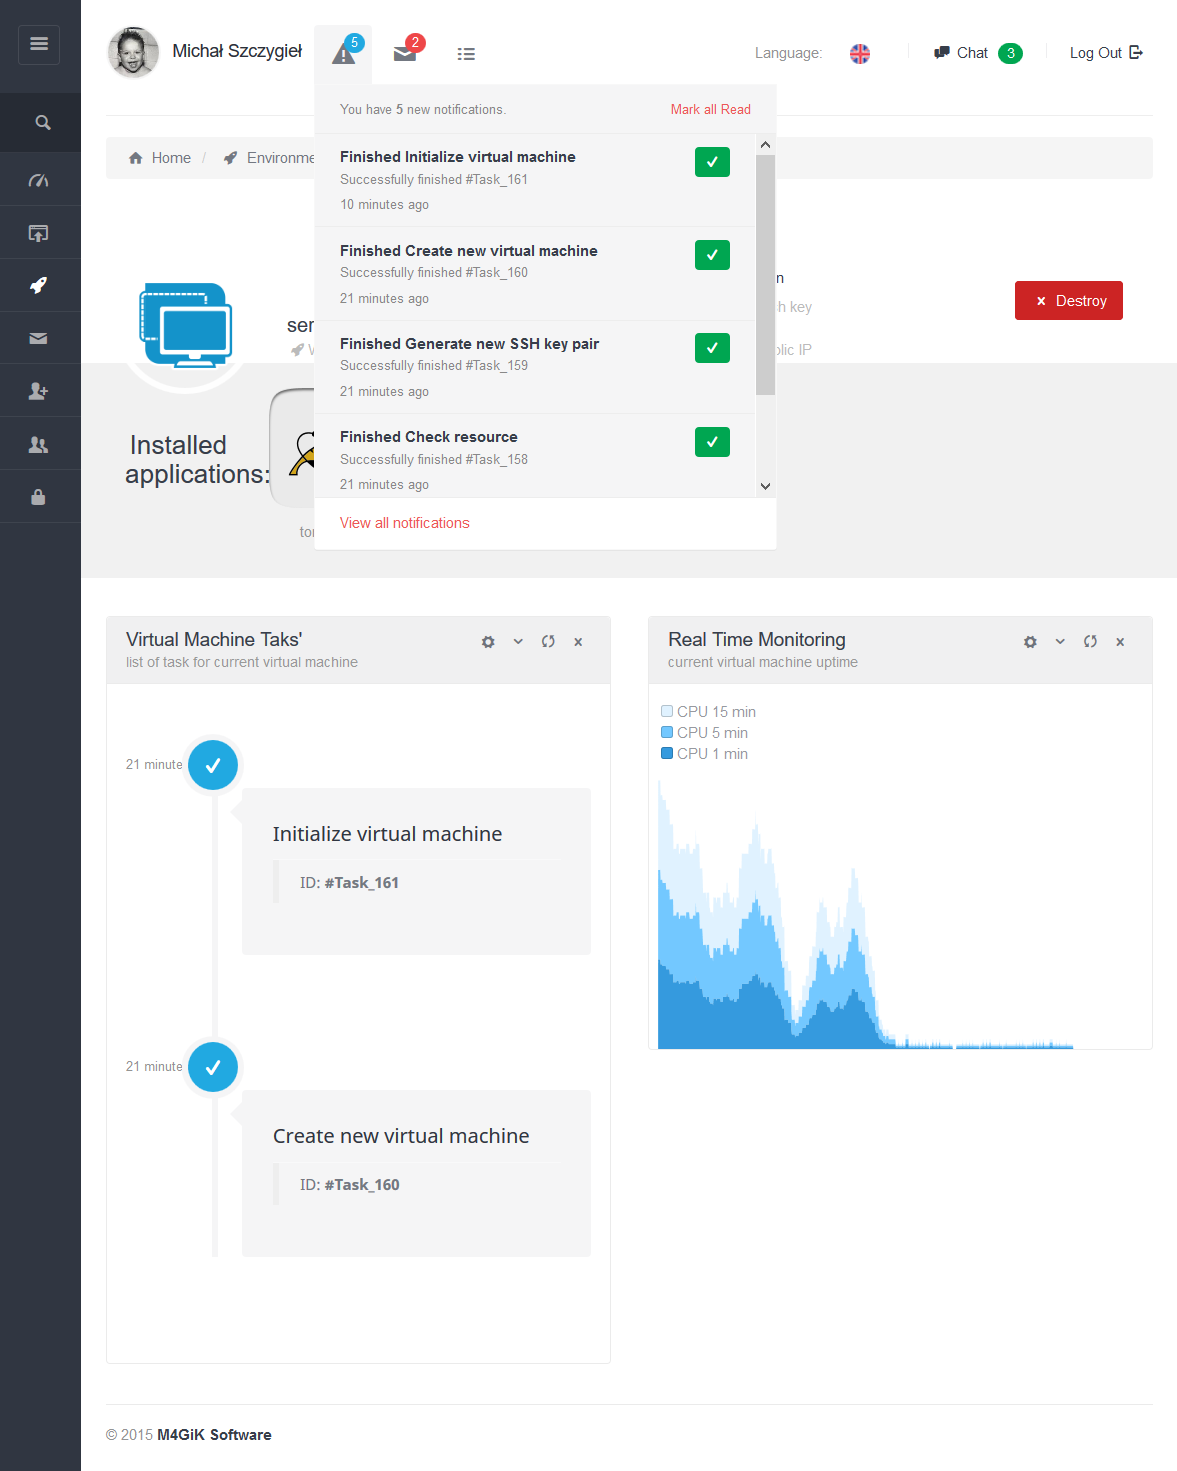 Michał Szczygieł
5
2
Language:
Chat 3
Log Out
You have 5 new notifications.
Mark all Read
Home / Environme
Finished Initialize virtual machine
Successfully finished #Task_161
10 minutes ago
Finished Create new virtual machine
Successfully finished #Task_160
21 minutes ago
Finished Generate new SSH key pair
Successfully finished #Task_159
21 minutes ago
Finished Check resource
Successfully finished #Task_158
21 minutes ago
View all notifications
ser
n
h key
blic IP
Destroy
Installed
applications:
Virtual Machine Taks'
list of task for current virtual machine
21 minute
Initialize virtual machine
ID: #Task_161
21 minute
Create new virtual machine
ID: #Task_160
Real Time Monitoring
current virtual machine uptime
CPU 15 min
CPU 5 min
CPU 1 min
© 2015 M4GiK Software